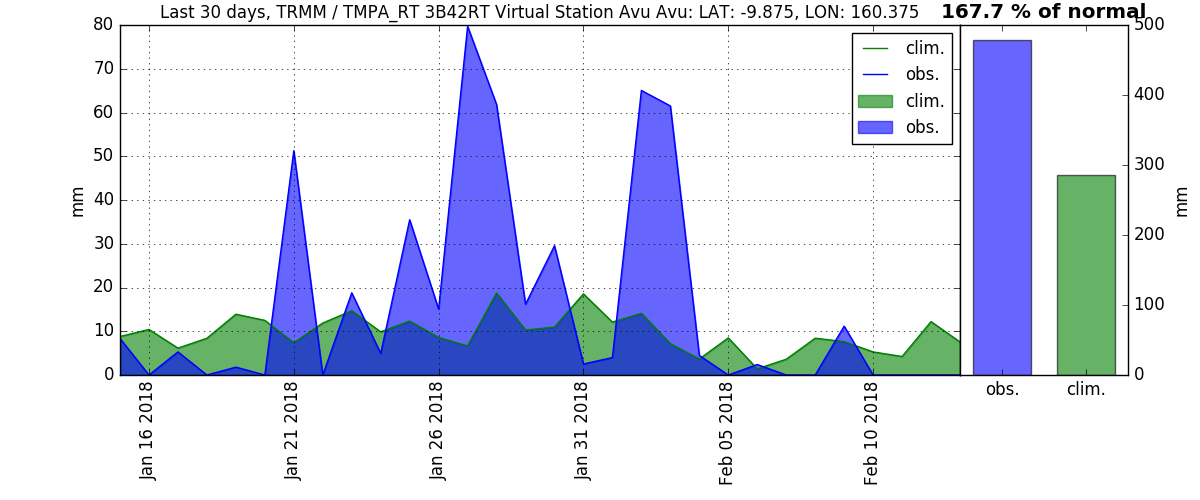 Last 30 days, TRMM / TMPA_RT 3B42RT Virtual Station Avu Avu: LAT: -9.875, LON: 160.375
167.7 % of normal
80
70
60
50
40
30
20
10
0
mm
clim.
obs.
clim.
obs.
Jan 16 2018
Jan 21 2018
Jan 26 2018
Jan 31 2018
Feb 05 2018
Feb 10 2018
500
400
300
200
100
0
mm
obs.
clim.